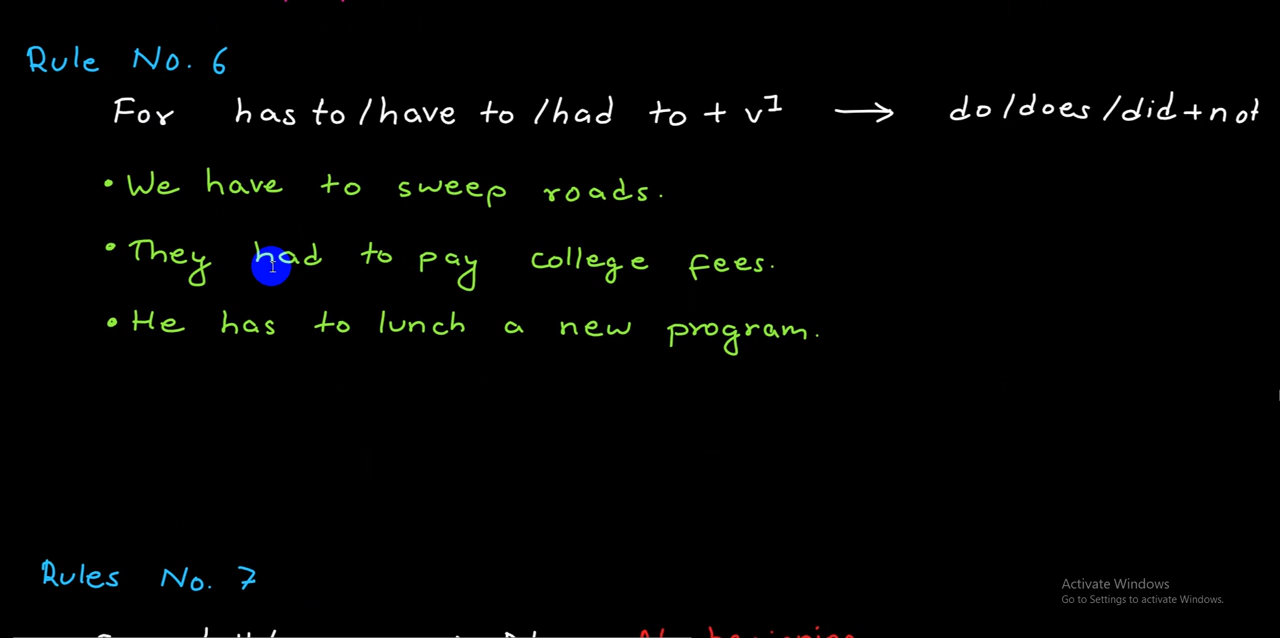 Rule No. 6
For has to/have to/had to + v¹ → do/does/did+not
• We have to sweep roads.
• They had to pay college fees.
• He has to lunch a new program.
Activate Windows
Go to Settings to activate Windows.
Rules No. 7